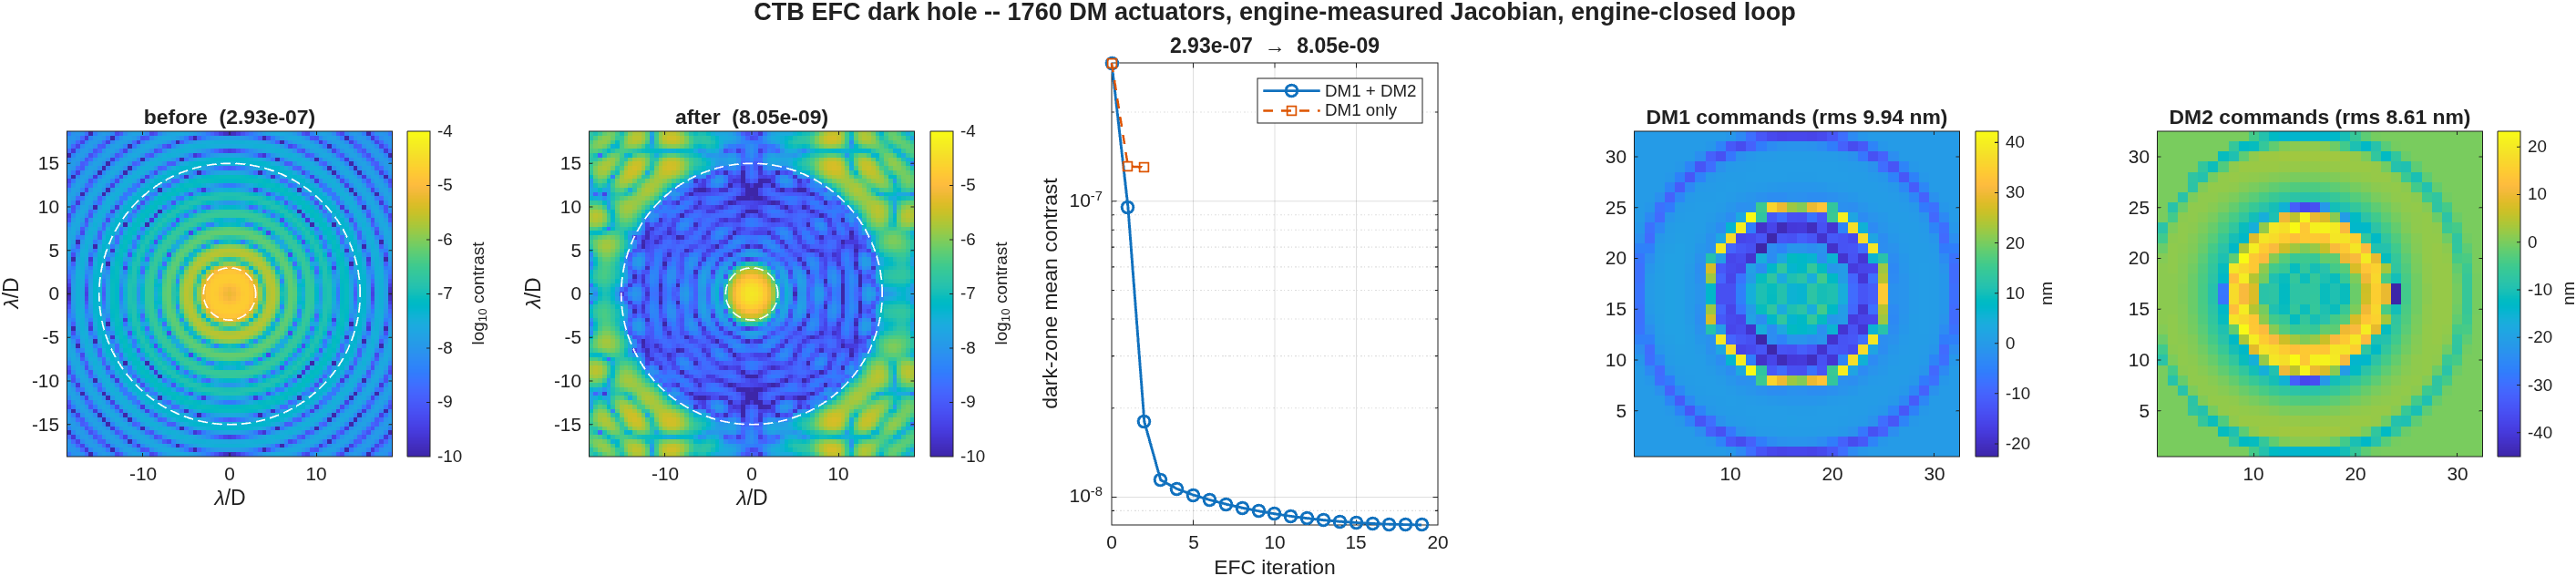 CTB EFC dark hole -- 1760 DM actuators, engine-measured Jacobian, engine-closed loop
before (2.93e-07)
15
10
5
0
-5
-10
-15
λ/D
-10 0 10
λ/D
-4
-5
-6
-7
-8
-9
-10
log10 contrast
after (8.05e-09)
15
10
5
0
-5
-10
-15
λ/D
-10 0 10
λ/D
-4
-5
-6
-7
-8
-9
-10
log10 contrast
2.93e-07 → 8.05e-09
DM1 + DM2
DM1 only
10-7
10-8
dark-zone mean contrast
0 5 10 15 20
EFC iteration
DM1 commands (rms 9.94 nm)
30
25
20
15
10
5
10 20 30
40
30
20
10
0
-10
-20
nm
DM2 commands (rms 8.61 nm)
30
25
20
15
10
5
10 20 30
20
10
0
-10
-20
-30
-40
nm